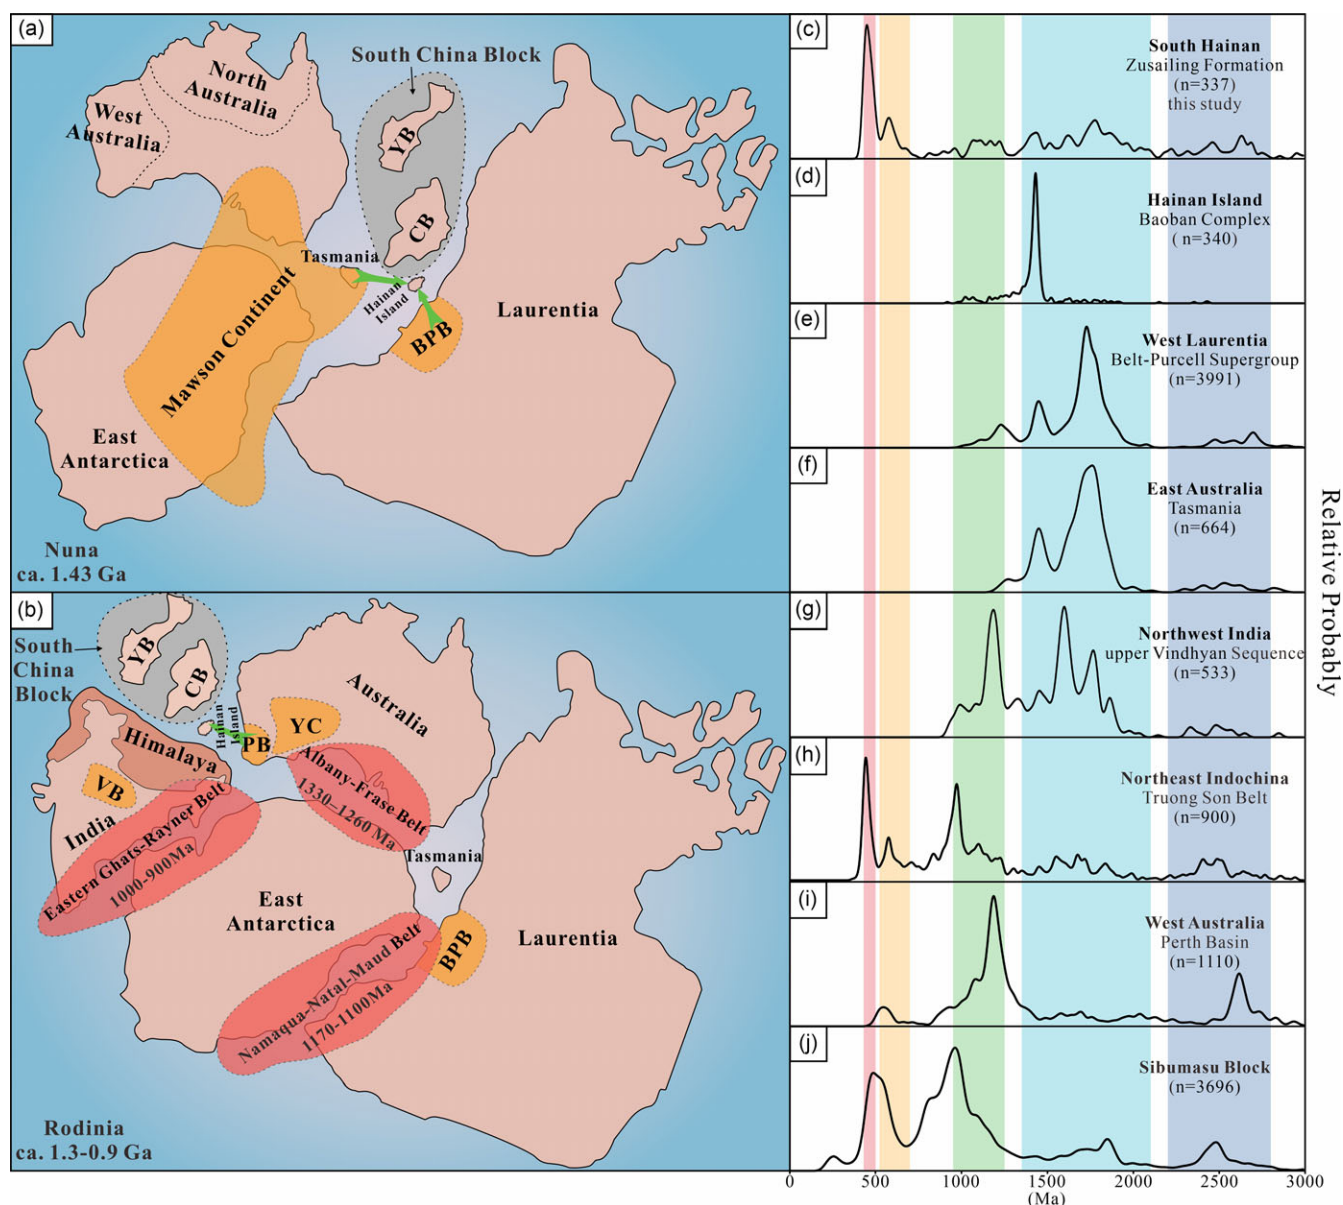 (a)
South China Block
North
Australia
West
Australia
YB
CB
Tasmania
Hainan
Island
Mawson Continent
BPB
Laurentia
East
Antarctica
Nuna
ca. 1.43 Ga
(b)
South
China
Block
YB
CB
Hainan
Island
Australia
YC
PB
Himalaya
VB
India
Albany-Frase Belt
1330–1260 Ma
Eastern Ghats-Rayner Belt
1000-900Ma
Tasmania
East
Antarctica
Laurentia
BPB
Namaqua-Natal-Maud Belt
1170-1100Ma
Rodinia
ca. 1.3-0.9 Ga
(c)
South Hainan
Zusailing Formation
(n=337)
this study
(d)
Hainan Island
Baoban Complex
( n=340)
(e)
West Laurentia
Belt-Purcell Supergroup
(n=3991)
(f)
East Australia
Tasmania
(n=664)
(g)
Northwest India
upper Vindhyan Sequence
(n=533)
(h)
Northeast Indochina
Truong Son Belt
(n=900)
(i)
West Australia
Perth Basin
(n=1110)
(j)
Sibumasu Block
(n=3696)
Relative Probably
0 500 1000 1500 2000 2500 3000
(Ma)